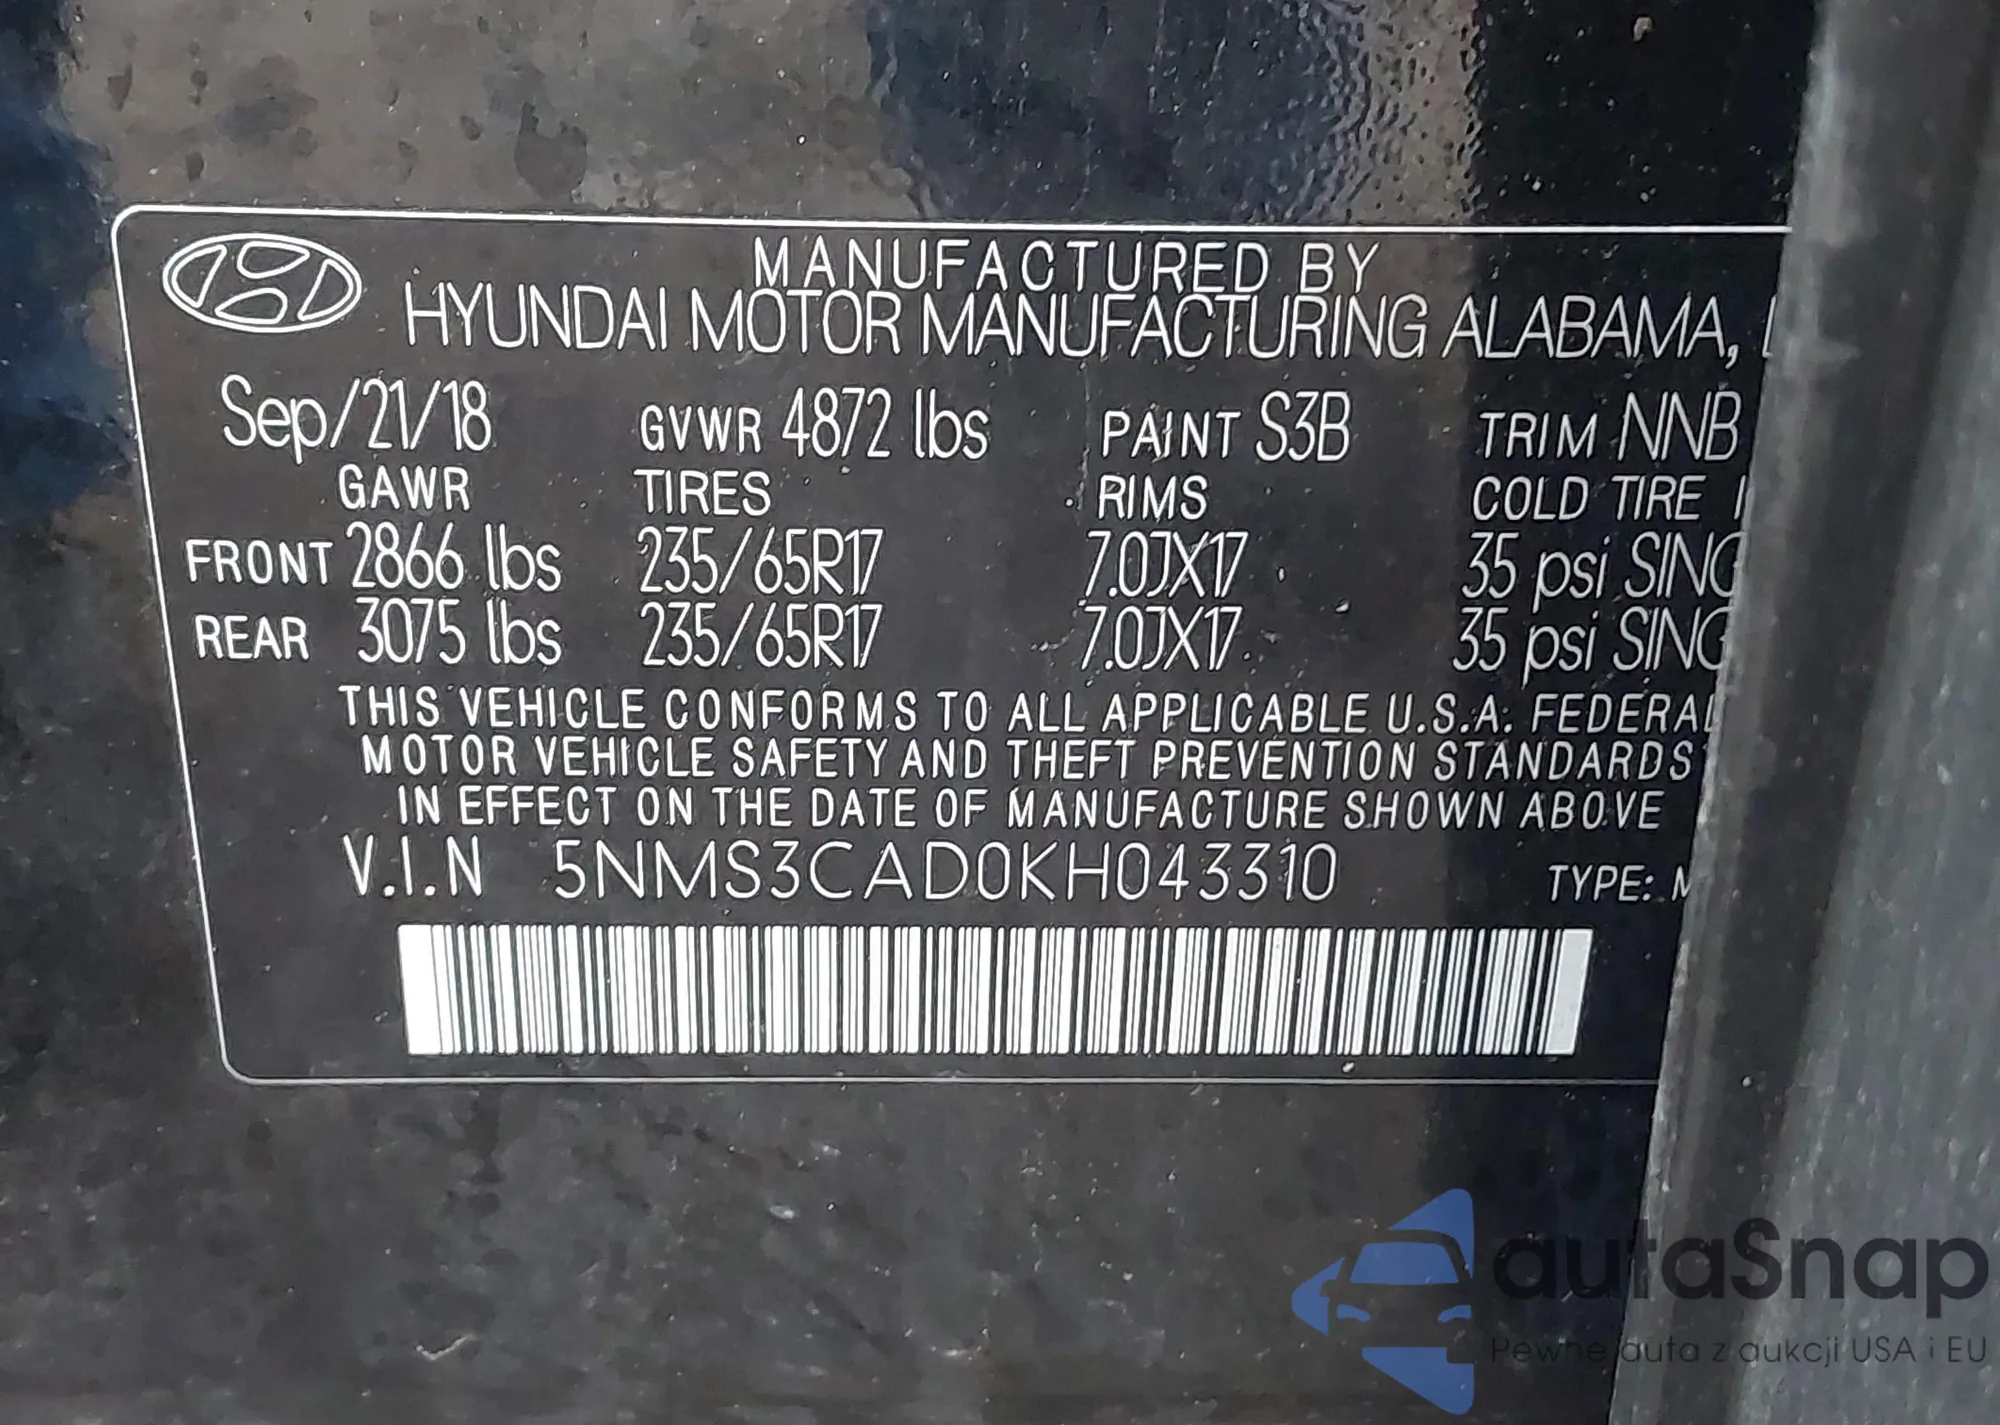 MANUFACTURED BY
HYUNDAI MOTOR MANUFACTURING ALABAMA,
Sep/21/18 GVWR 4872 lbs PAINT S3B TRIM NNB
GAWR TIRES RIMS COLD TIRE
FRONT 2866 lbs 235/65R17 7.0JX17 35 psi SING
REAR 3075 lbs 235/65R17 7.0JX17 35 psi SING
THIS VEHICLE CONFORMS TO ALL APPLICABLE U.S.A. FEDERAL
MOTOR VEHICLE SAFETY AND THEFT PREVENTION STANDARDS
IN EFFECT ON THE DATE OF MANUFACTURE SHOWN ABOVE
V.I.N 5NMS3CAD0KH043310 TYPE: M
autaSnap
Pewne auta z aukcji USA i EU